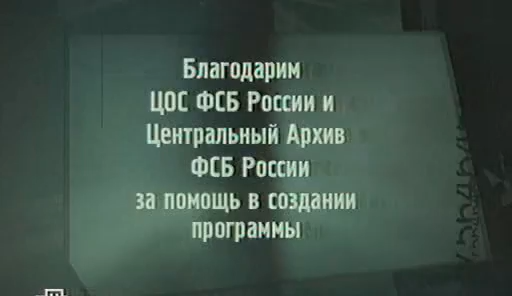 Благодарим
ЦОС ФСБ России и
Центральный Архив
ФСБ России
за помощь в создании
программы